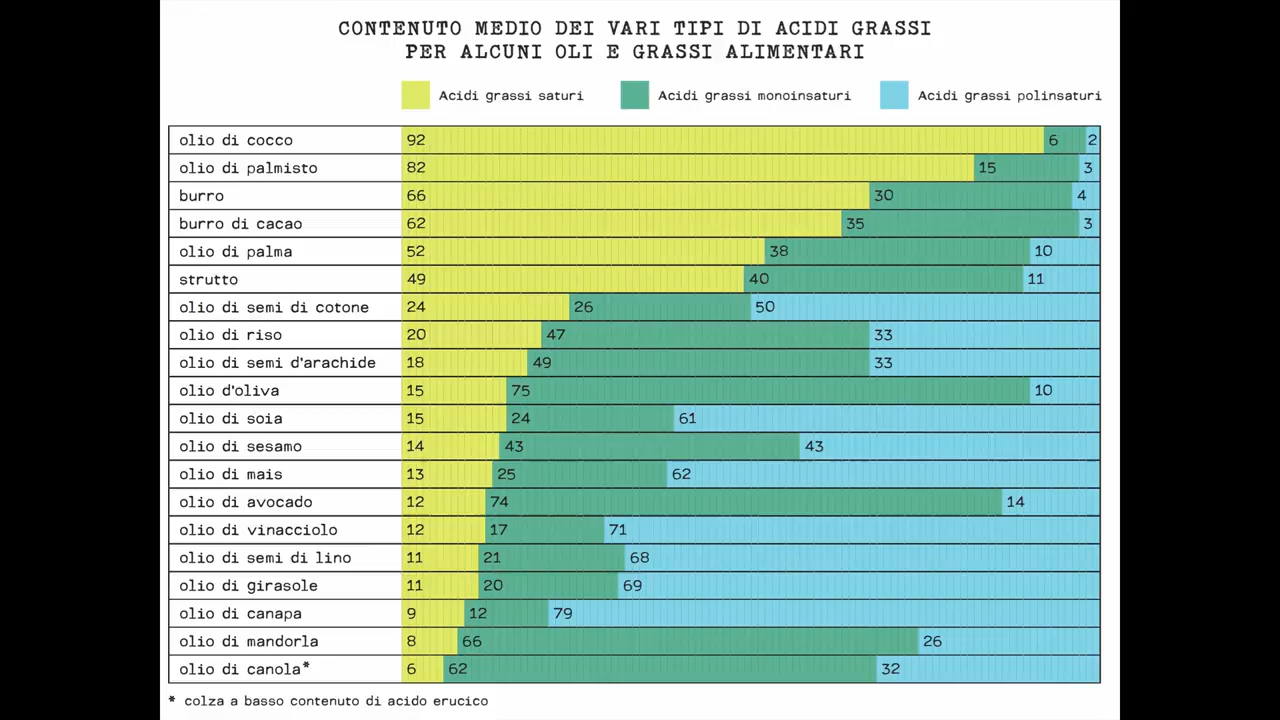 CONTENUTO MEDIO DEI VARI TIPI DI ACIDI GRASSI
PER ALCUNI OLI E GRASSI ALIMENTARI
Acidi grassi saturi Acidi grassi monoinsaturi Acidi grassi polinsaturi
olio di cocco 92 6 2
olio di palmisto 82 15 3
burro 66 30 4
burro di cacao 62 35 3
olio di palma 52 38 10
strutto 49 40 11
olio di semi di cotone 24 26 50
olio di riso 20 47 33
olio di semi d'arachide 18 49 33
olio d'oliva 15 75 10
olio di soia 15 24 61
olio di sesamo 14 43 43
olio di mais 13 25 62
olio di avocado 12 74 14
olio di vinacciolo 12 17 71
olio di semi di lino 11 21 68
olio di girasole 11 20 69
olio di canapa 9 12 79
olio di mandorla 8 66 26
olio di canola* 6 62 32
* colza a basso contenuto di acido erucico